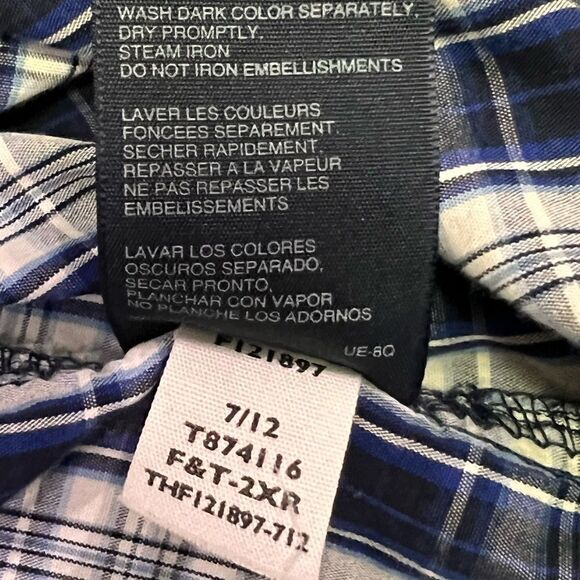 WASH DARK COLOR SEPARATELY,
DRY PROMPTLY.
STEAM IRON
DO NOT IRON EMBELLISHMENTS
LAVER LES COULEURS
FONCEES SEPAREMENT.
SECHER RAPIDEMENT.
REPASSER A LA VAPEUR
NE PAS REPASSER LES
EMBELISSEMENTS
LAVAR LOS COLORES
OSCUROS SEPARADO,
SECAR PRONTO,
PLANCHAR CON VAPOR
NO PLANCHE LOS ADORNOS
UE-8Q
F121897
7/12
T874116
F&T-2XR
THF121897-712